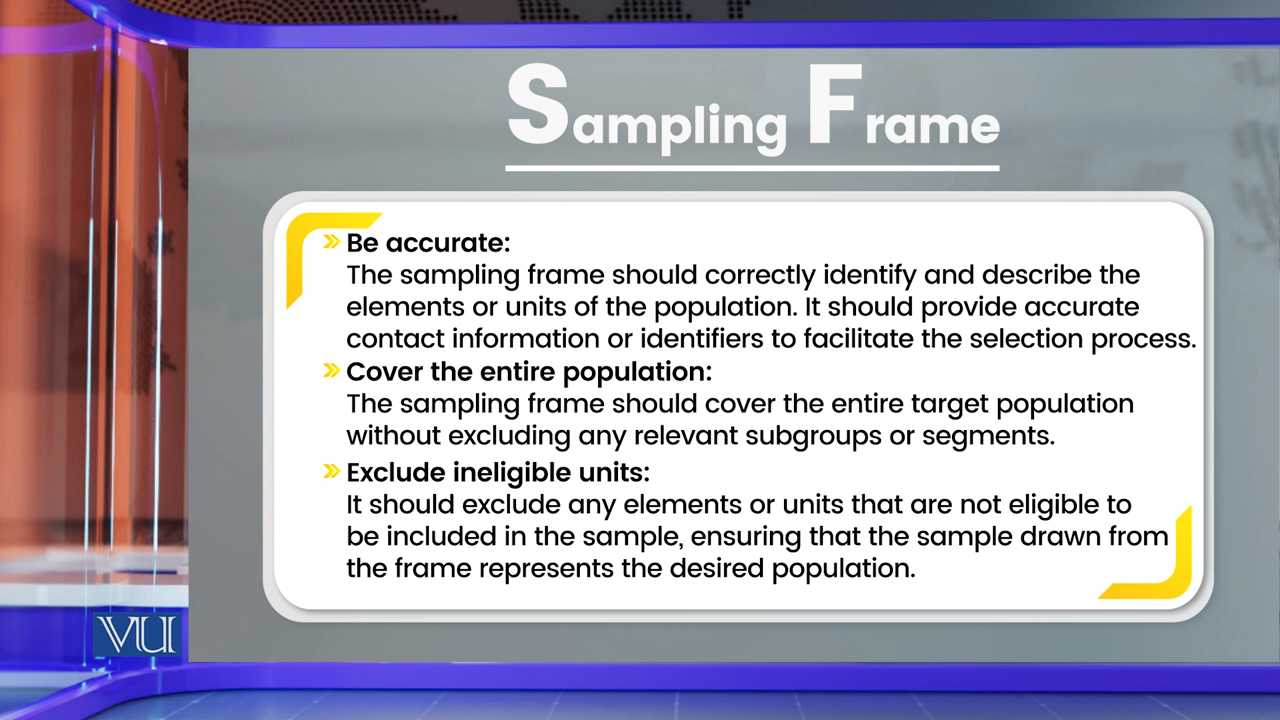 Sampling Frame
Be accurate:
The sampling frame should correctly identify and describe the
elements or units of the population. It should provide accurate
contact information or identifiers to facilitate the selection process.
Cover the entire population:
The sampling frame should cover the entire target population
without excluding any relevant subgroups or segments.
Exclude ineligible units:
It should exclude any elements or units that are not eligible to
be included in the sample, ensuring that the sample drawn from
the frame represents the desired population.
VU